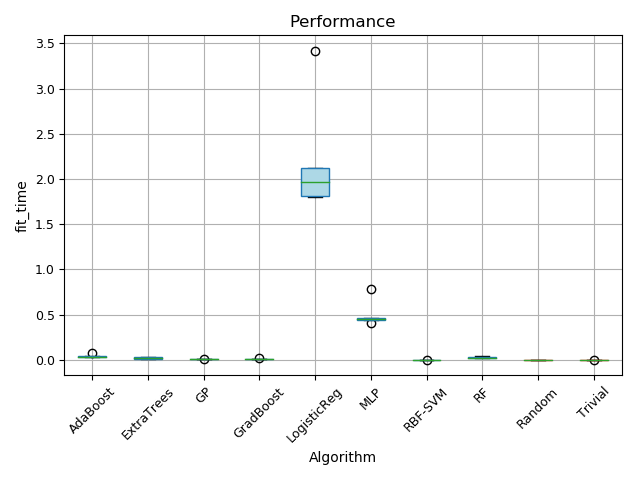 Performance
fit_time
3.5
3.0
2.5
2.0
1.5
1.0
0.5
0.0
AdaBoost
ExtraTrees
GP
GradBoost
LogisticReg
MLP
RBF-SVM
RF
Random
Trivial
Algorithm